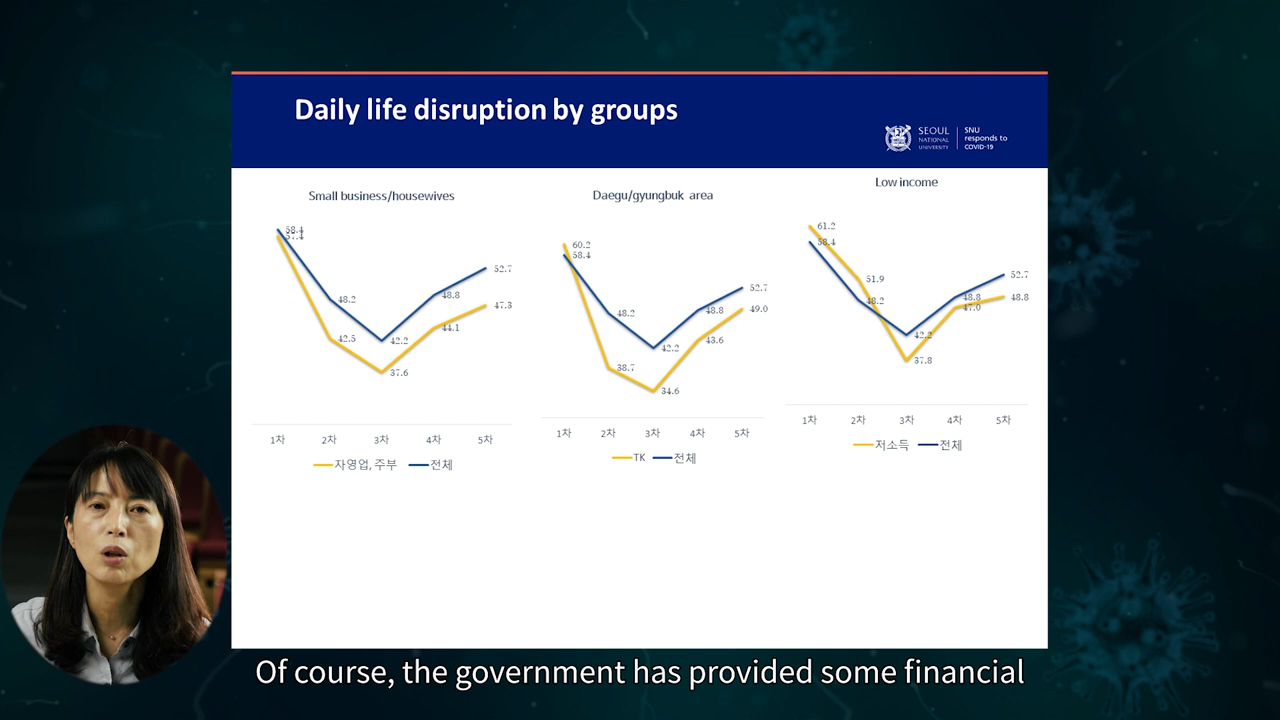 Daily life disruption by groups
SEOUL
NATIONAL
UNIVERSITY
SNU
responds to
COVID-19
Small business/housewives
58.1
57.4
48.2
42.5
42.2
37.6
48.8
44.1
52.7
47.3
1차 2차 3차 4차 5차
자영업, 주부 전체
Daegu/gyungbuk area
60.2
58.4
48.2
38.7
42.2
34.6
48.8
43.6
52.7
49.0
1차 2차 3차 4차 5차
TK 전체
Low income
61.2
58.4
51.9
48.2
42.2
37.8
48.8
47.0
52.7
48.8
1차 2차 3차 4차 5차
저소득 전체
Of course, the government has provided some financial